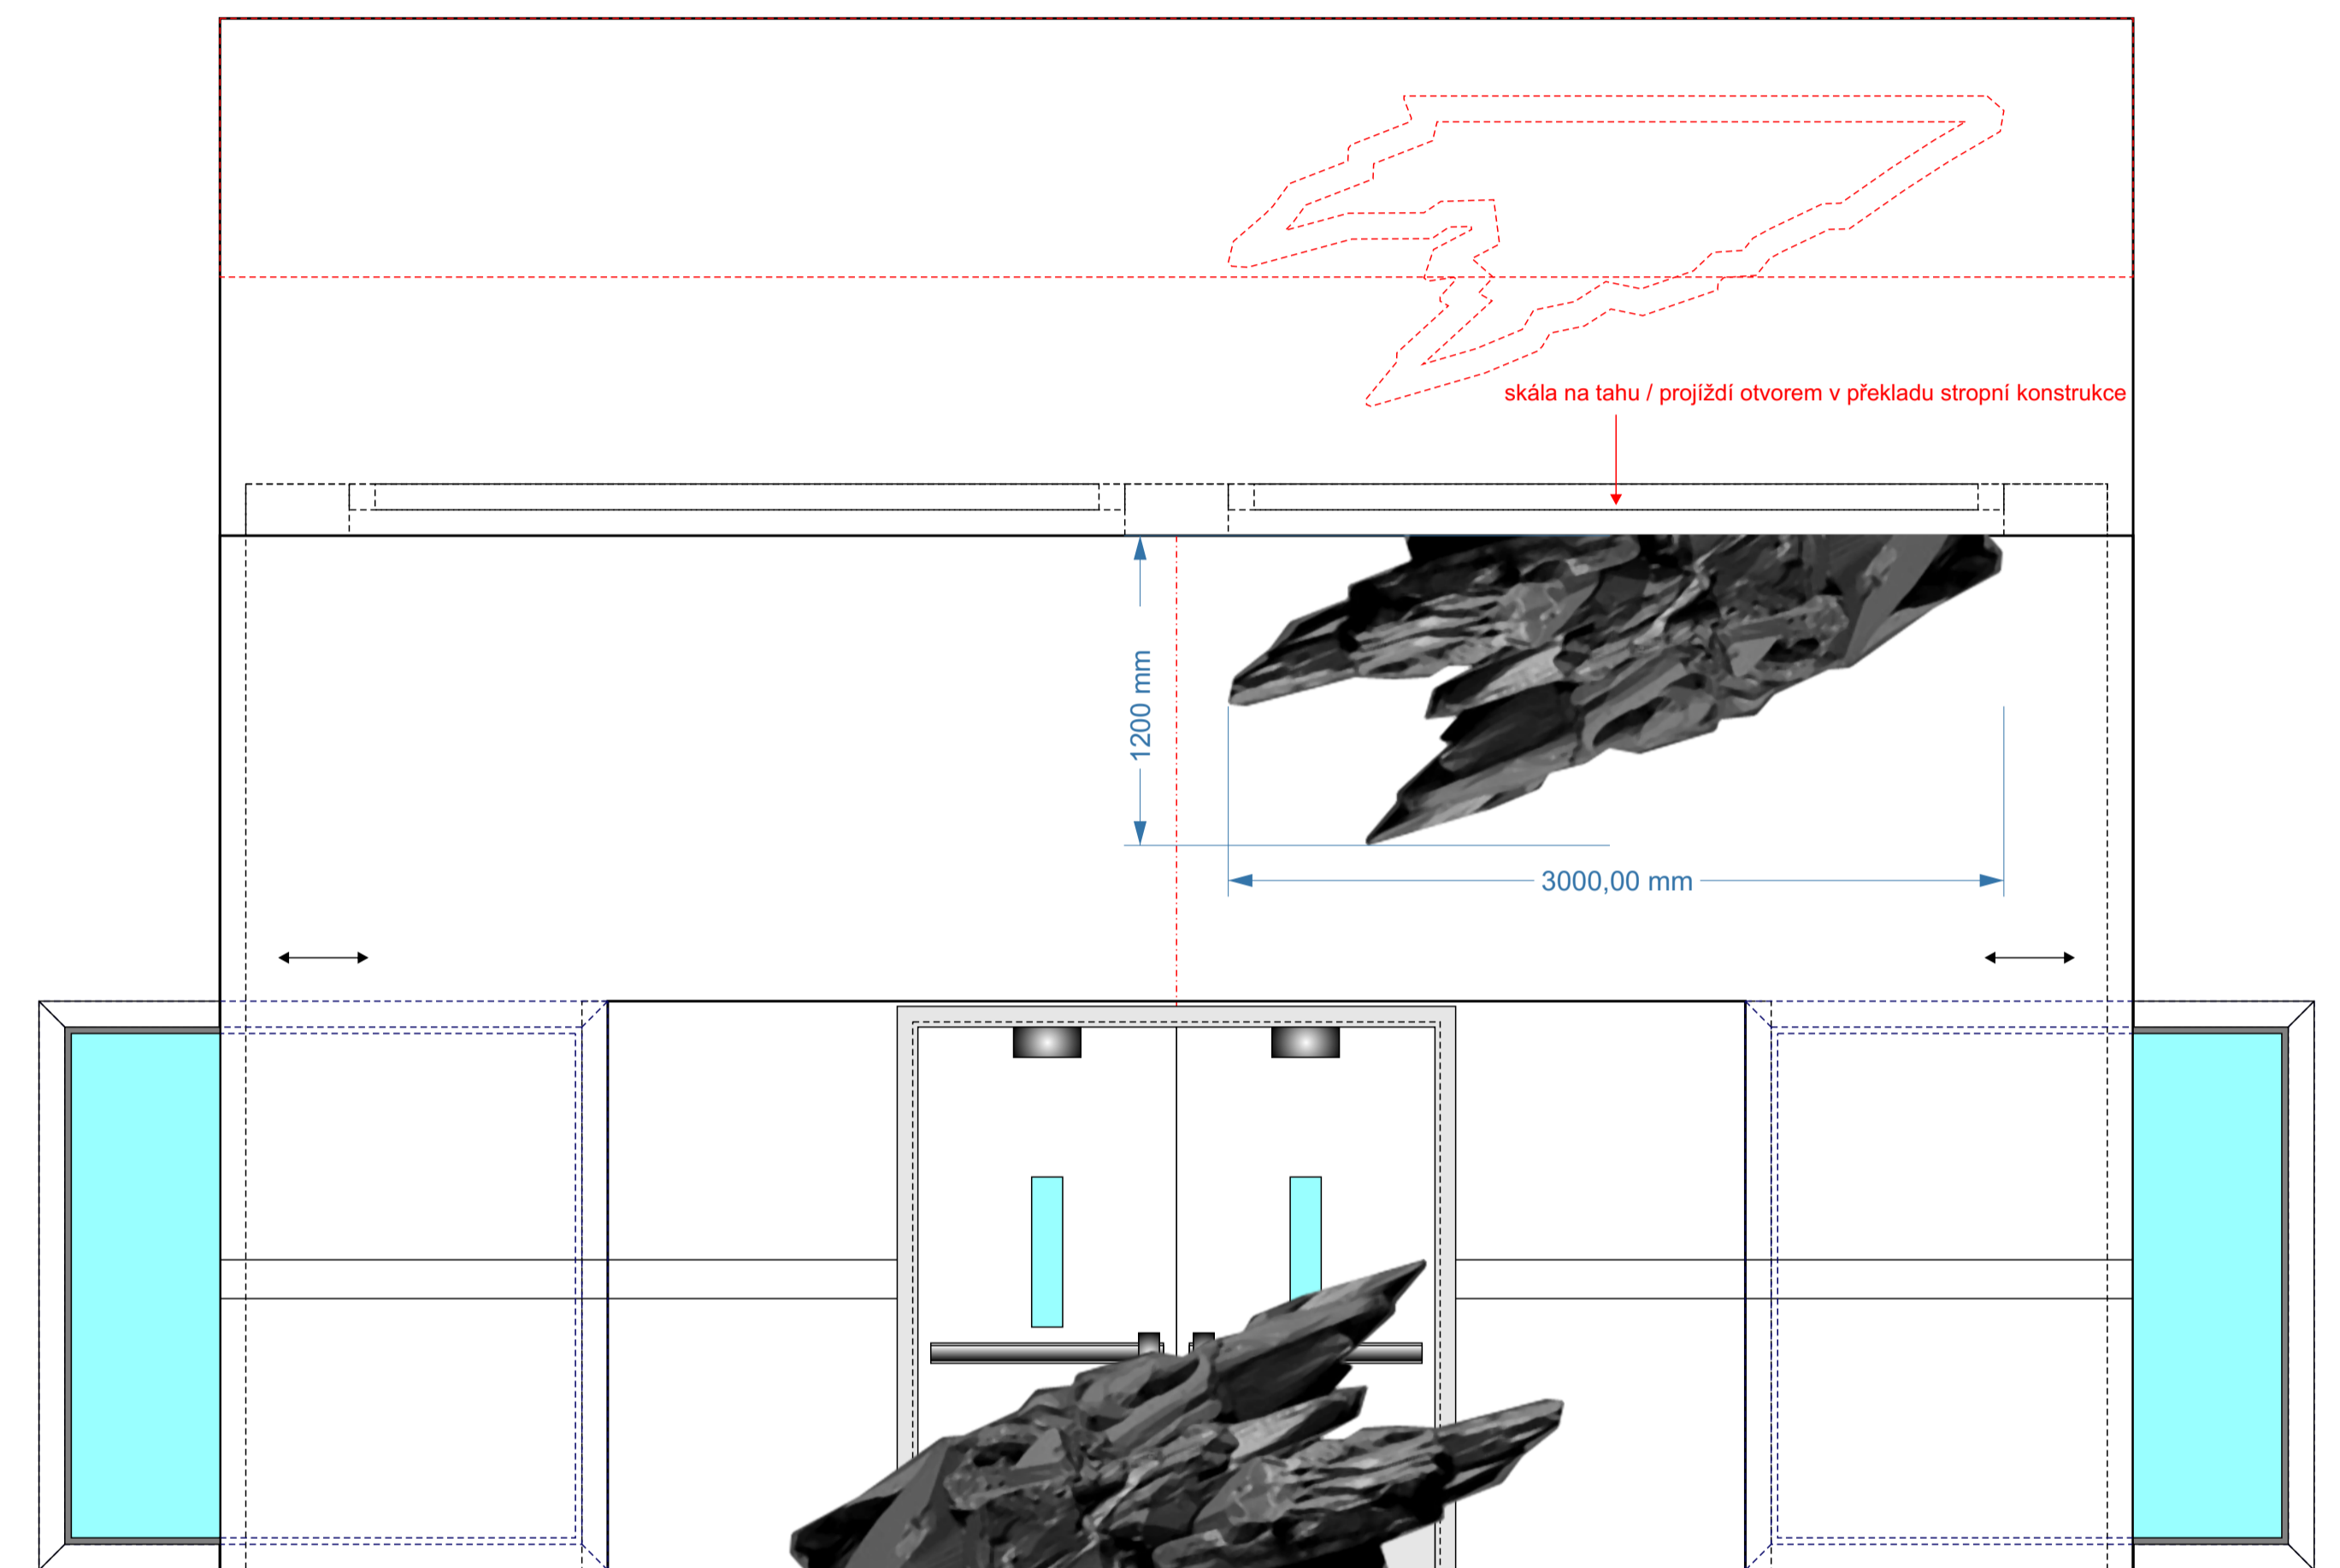 skála na tahu / projíždí otvorem v překladu stropní konstrukce
1200 mm
3000,00 mm